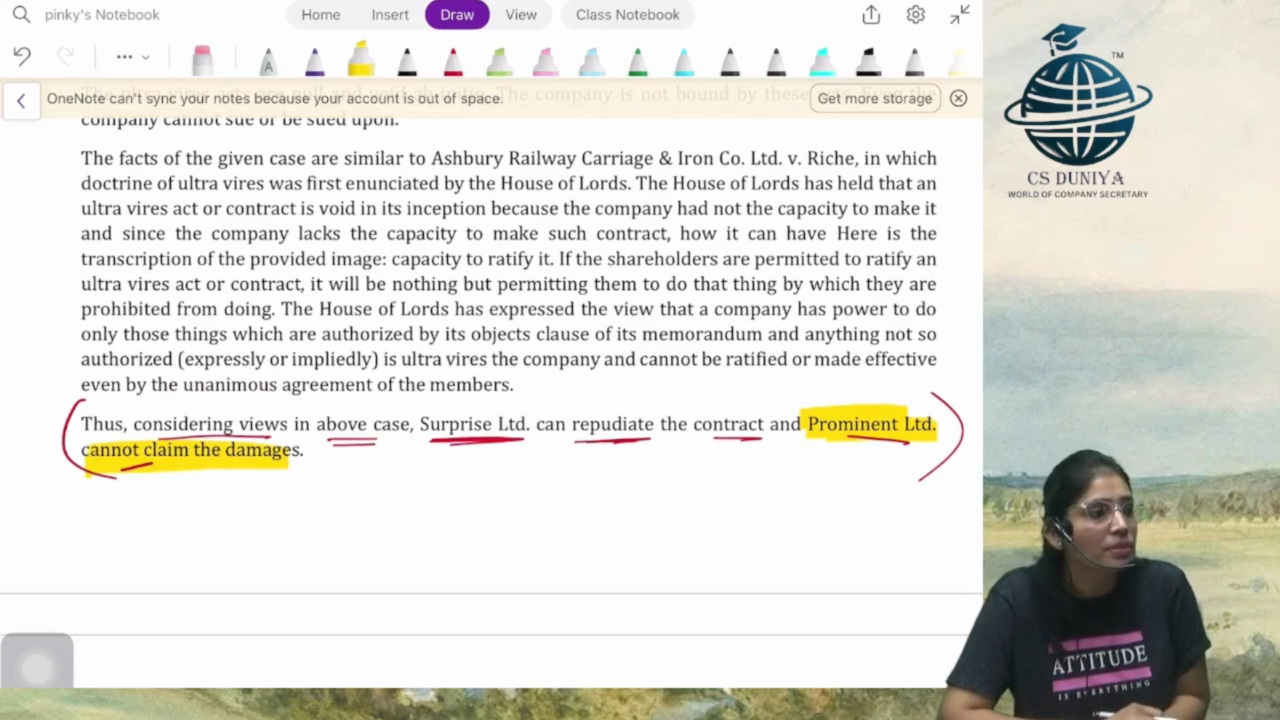 pinky's Notebook
Home Insert Draw View Class Notebook
A
OneNote can't sync your notes because your account is out of space.
Get more storage
company cannot sue or be sued upon.
The facts of the given case are similar to Ashbury Railway Carriage & Iron Co. Ltd. v. Riche, in which
doctrine of ultra vires was first enunciated by the House of Lords. The House of Lords has held that an
ultra vires act or contract is void in its inception because the company had not the capacity to make it
and since the company lacks the capacity to make such contract, how it can have Here is the
transcription of the provided image: capacity to ratify it. If the shareholders are permitted to ratify an
ultra vires act or contract, it will be nothing but permitting them to do that thing by which they are
prohibited from doing. The House of Lords has expressed the view that a company has power to do
only those things which are authorized by its objects clause of its memorandum and anything not so
authorized (expressly or impliedly) is ultra vires the company and cannot be ratified or made effective
even by the unanimous agreement of the members.
Thus, considering views in above case, Surprise Ltd. can repudiate the contract and Prominent Ltd.
cannot claim the damages.
TM
CS DUNIYA
WORLD OF COMPANY SECRETARY
ATTITUDE
IS EVERYTHING